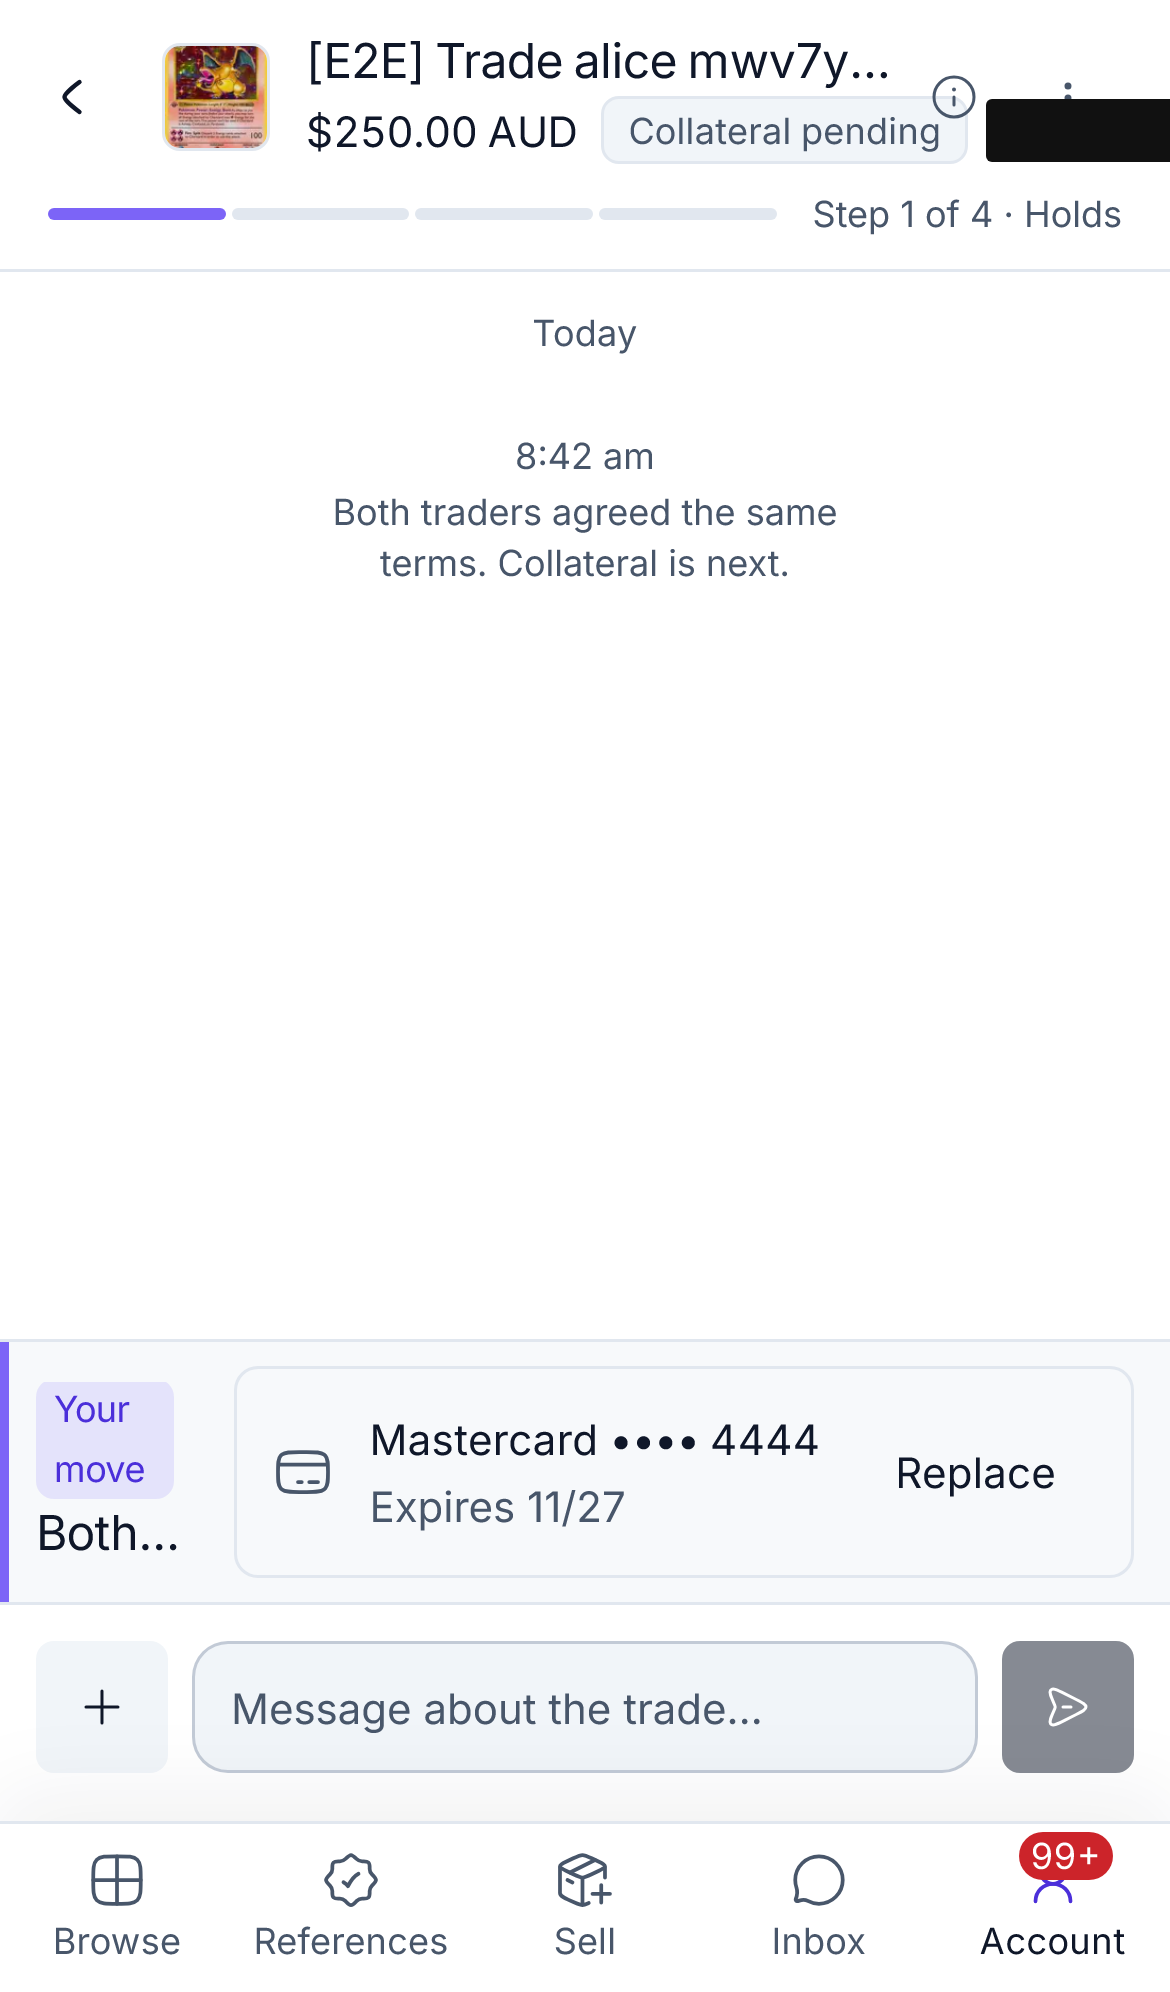 [E2E] Trade alice mwv7y...
$250.00 AUD
Collateral pending
Step 1 of 4 · Holds
Today
8:42 am
Both traders agreed the same
terms. Collateral is next.
Your
move
Both...
Mastercard •••• 4444
Expires 11/27
Replace
Message about the trade...
99+
Browse
References
Sell
Inbox
Account